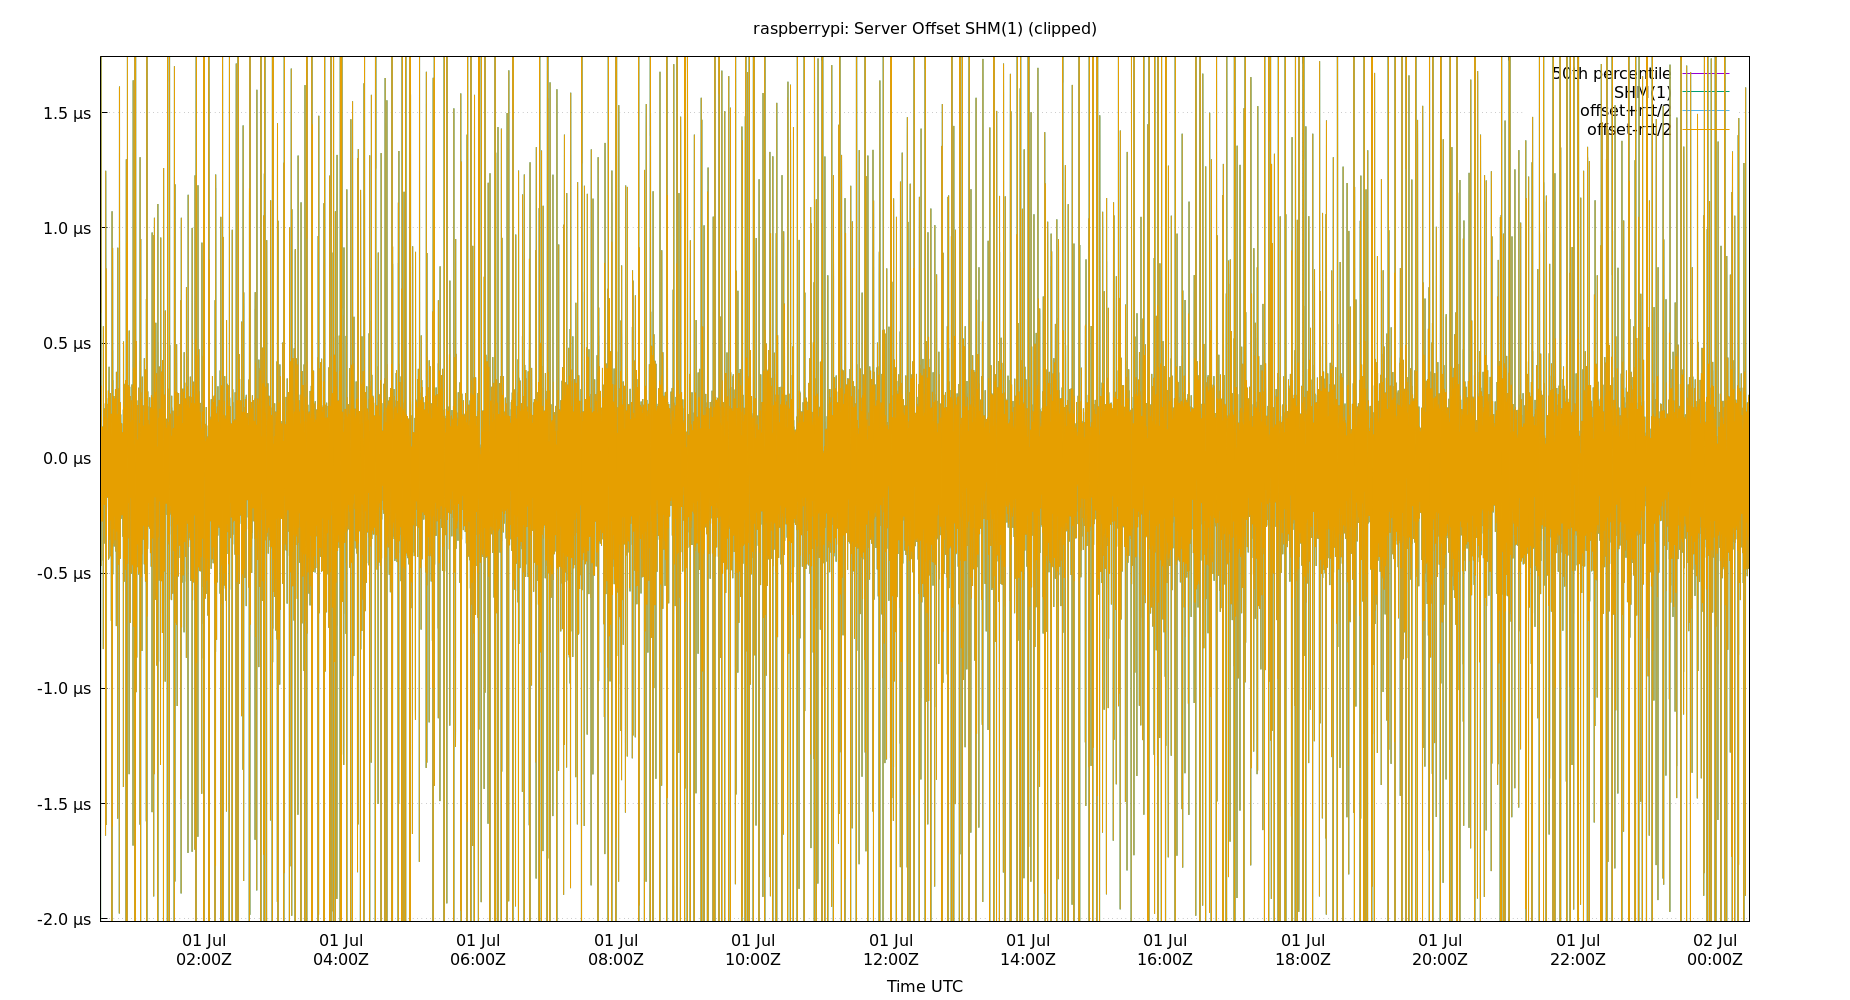 raspberrypi: Server Offset SHM(1) (clipped)
50th percentile
SHM(1)
offset+rtt/2
offset-rtt/2
1.5 µs
1.0 µs
0.5 µs
0.0 µs
-0.5 µs
-1.0 µs
-1.5 µs
-2.0 µs
01 Jul 01 Jul 01 Jul 01 Jul 01 Jul 01 Jul 01 Jul 01 Jul 01 Jul 01 Jul 01 Jul 02 Jul
02:00Z 04:00Z 06:00Z 08:00Z 10:00Z 12:00Z 14:00Z 16:00Z 18:00Z 20:00Z 22:00Z 00:00Z
Time UTC